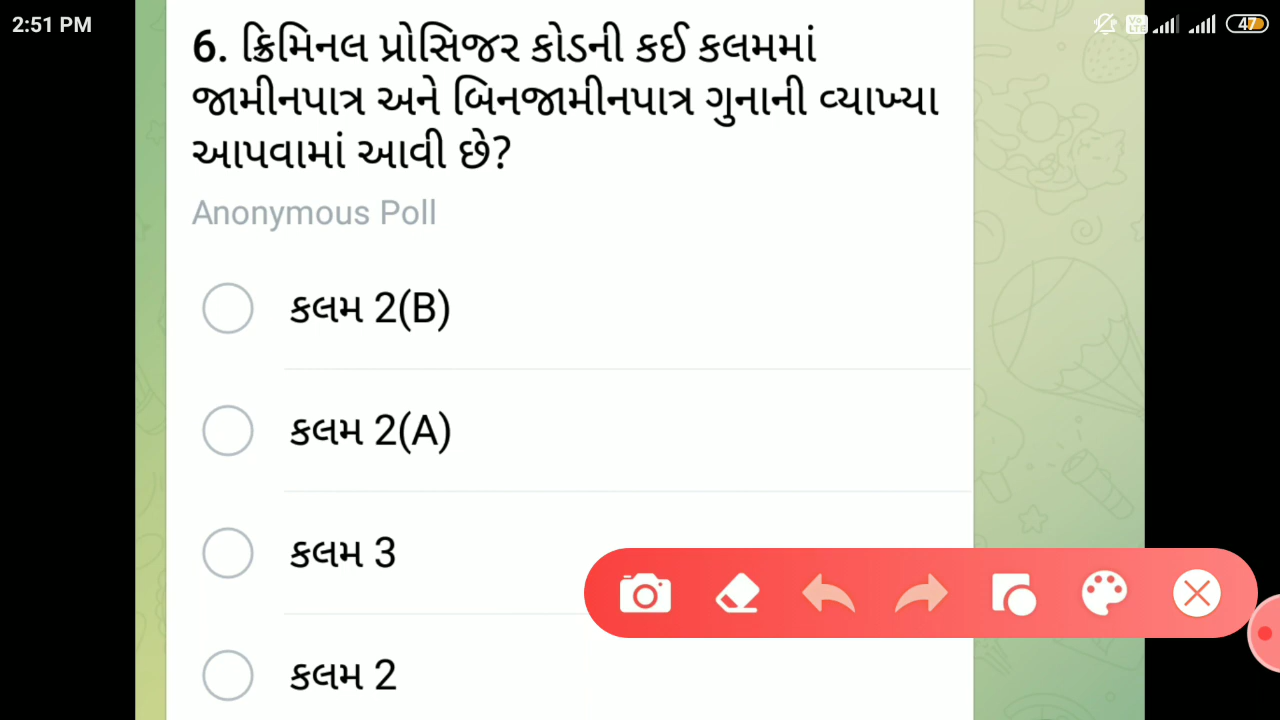 2:51 PM
47
6. ક્રિમિનલ પ્રોસિજર કોડની કઈ કલમમાં
જામીનપાત્ર અને બિનજામીનપાત્ર ગુનાની વ્યાખ્યા
આપવામાં આવી છે?
Anonymous Poll
કલમ 2(B)
કલમ 2(A)
કલમ 3
કલમ 2